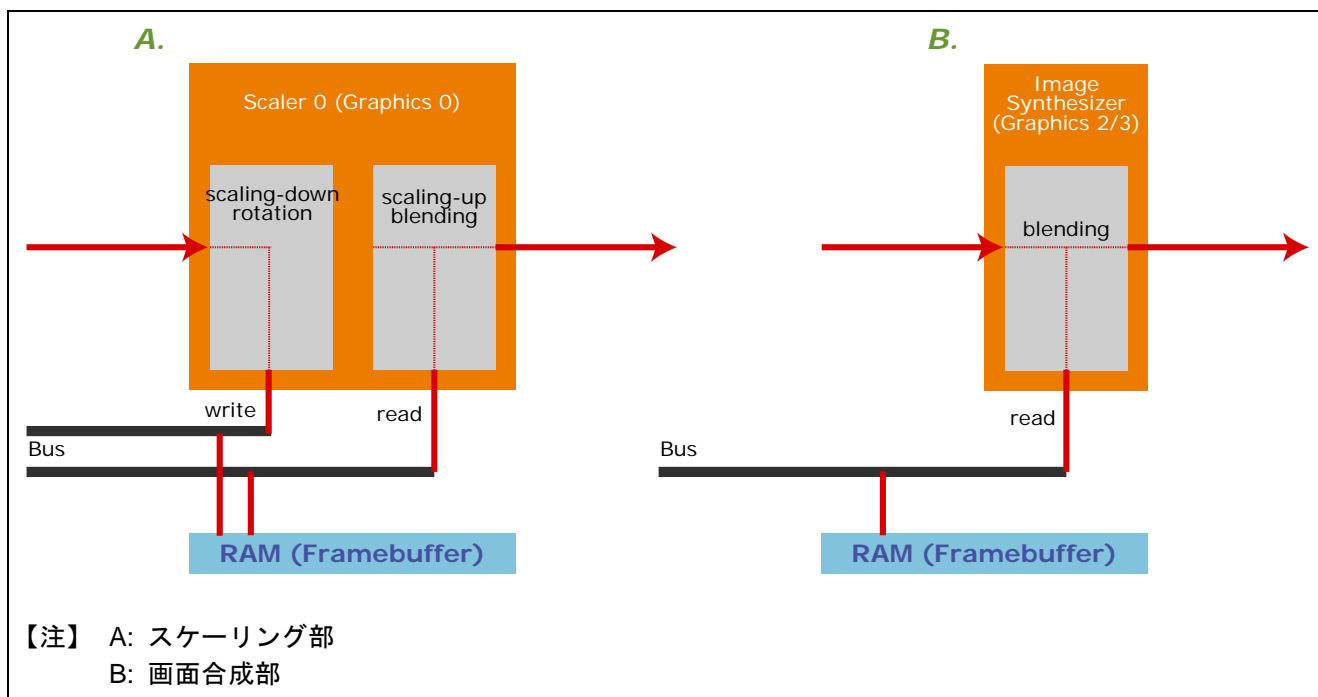 A.
Scaler 0 (Graphics 0)
scaling-down
rotation
scaling-up
blending
write
read
Bus
RAM (Framebuffer)
B.
Image
Synthesizer
(Graphics 2/3)
blending
read
Bus
RAM (Framebuffer)
【注】 A: スケーリング部
B: 画面合成部